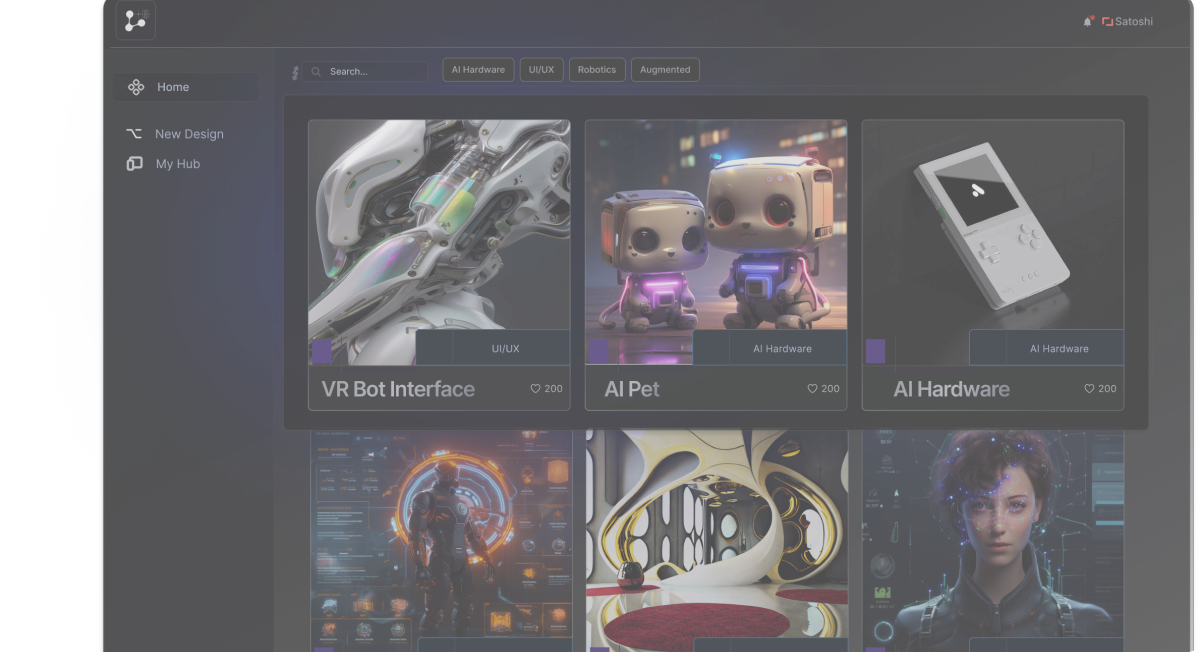 Satoshi
Search...
AI Hardware
UI/UX
Robotics
Augmented
Home
New Design
My Hub
UI/UX
VR Bot Interface
200
AI Hardware
AI Pet
200
AI Hardware
AI Hardware
200